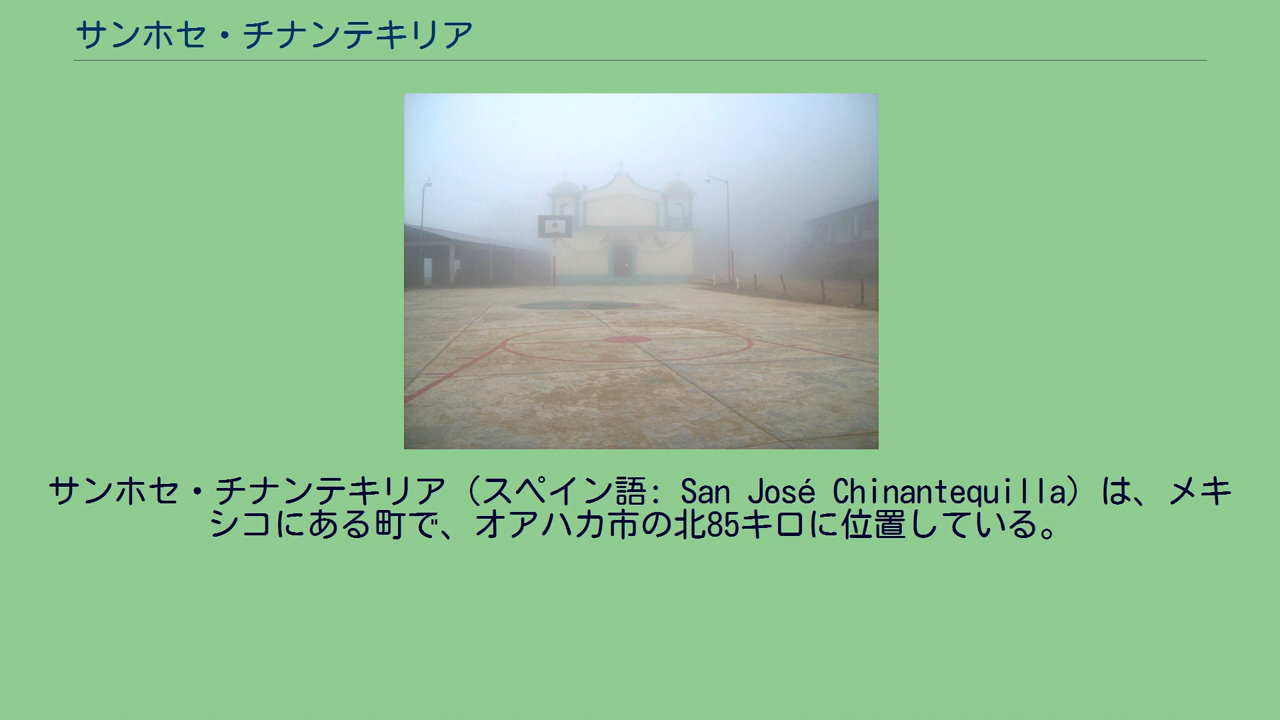 サンホセ・チナンテキリア
サンホセ・チナンテキリア (スペイン語: San José Chinantequilla) は、メキ
シコにある町で、オアハカ市の北85キロに位置している。